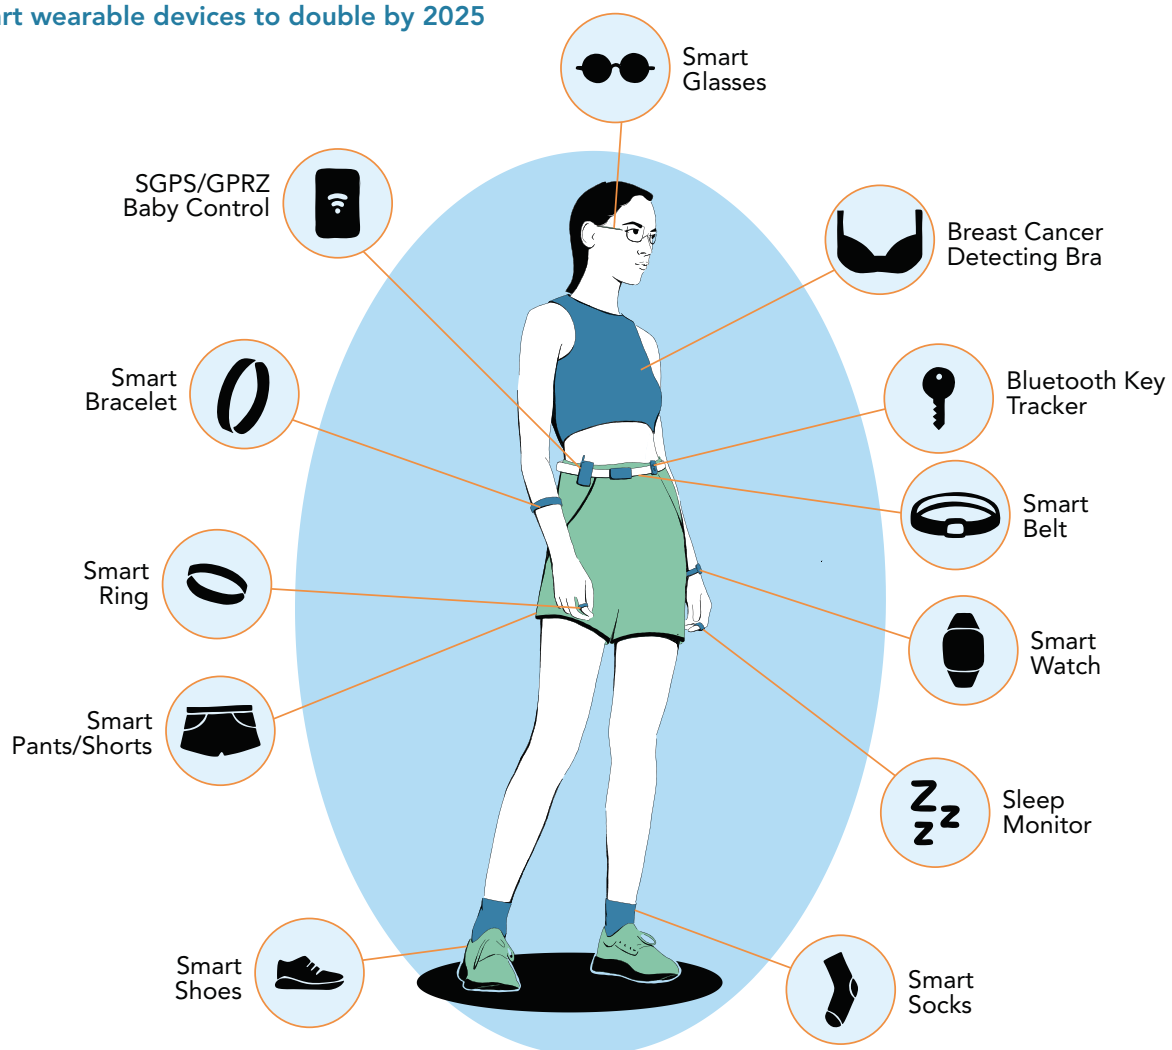 art wearable devices to double by 2025
Smart
Glasses
SGPS/GPRZ
Baby Control
Breast Cancer
Detecting Bra
Smart
Bracelet
Bluetooth Key
Tracker
Smart
Belt
Smart
Ring
Smart
Watch
Smart
Pants/Shorts
Sleep
Monitor
Smart
Shoes
Smart
Socks